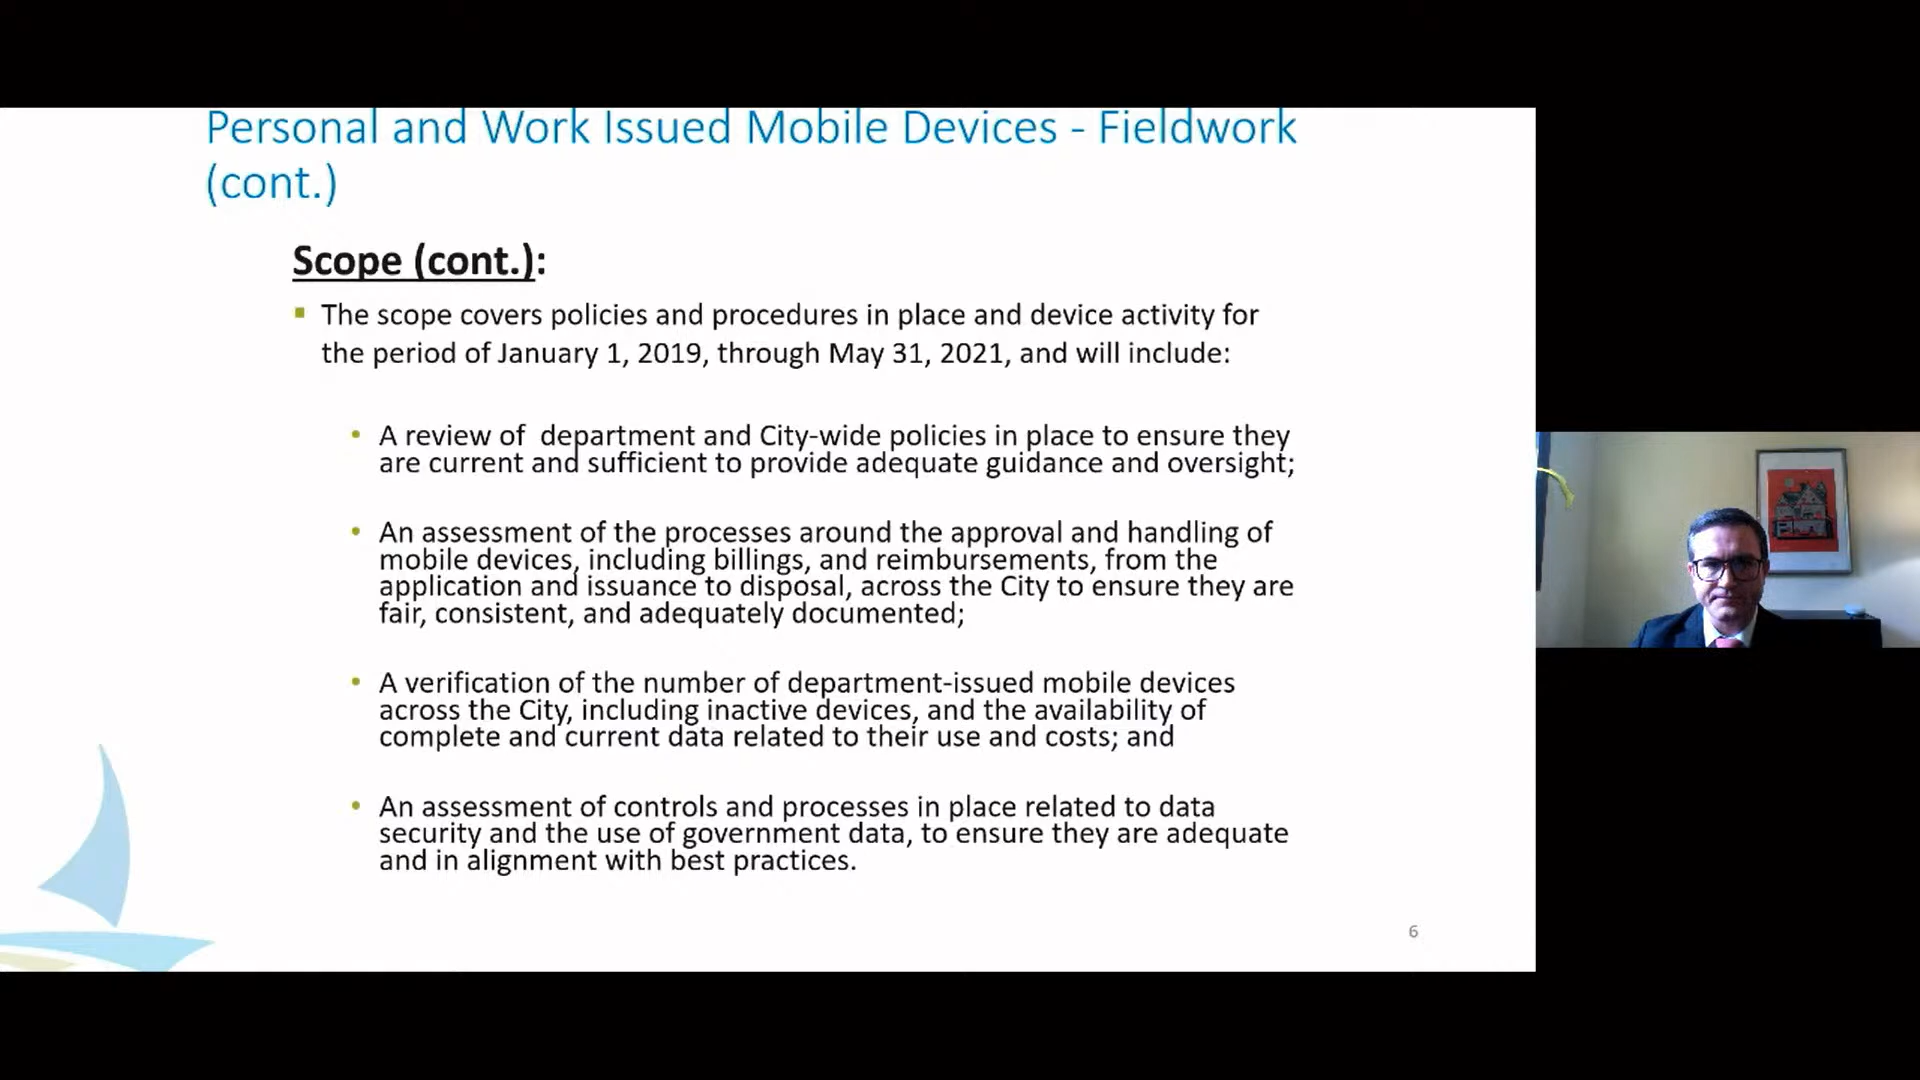 Personal and Work Issued Mobile Devices - Fieldwork
(cont.)
Scope (cont.):
The scope covers policies and procedures in place and device activity for
the period of January 1, 2019, through May 31, 2021, and will include:
A review of department and City-wide policies in place to ensure they
are current and sufficient to provide adequate guidance and oversight;
An assessment of the processes around the approval and handling of
mobile devices, including billings, and reimbursements, from the
application and issuance to disposal, across the City to ensure they are
fair, consistent, and adequately documented;
A verification of the number of department-issued mobile devices
across the City, including inactive devices, and the availability of
complete and current data related to their use and costs; and
An assessment of controls and processes in place related to data
security and the use of government data, to ensure they are adequate
and in alignment with best practices.
6